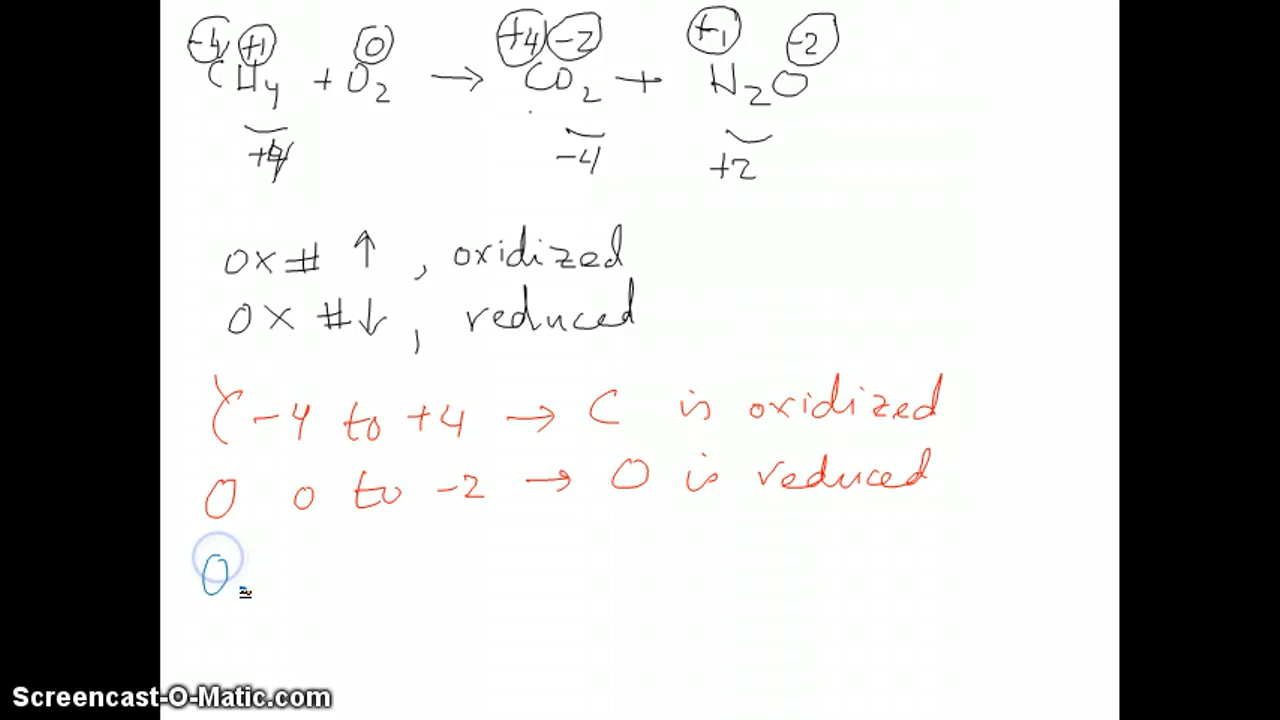 -4 +1 0 +4 -2 +1 -2
CH4 + O2 → CO2 + H2O
+4 -4 +2
ox # ↑, oxidized
ox # ↓, reduced
C -4 to +4 → C is oxidized
O 0 to -2 → O is reduced
O
Screencast-O-Matic.com